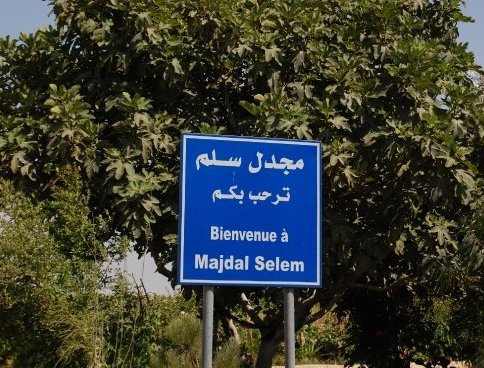 مجدل سلم
ترحب بكم
Bienvenue à
Majdal Selem